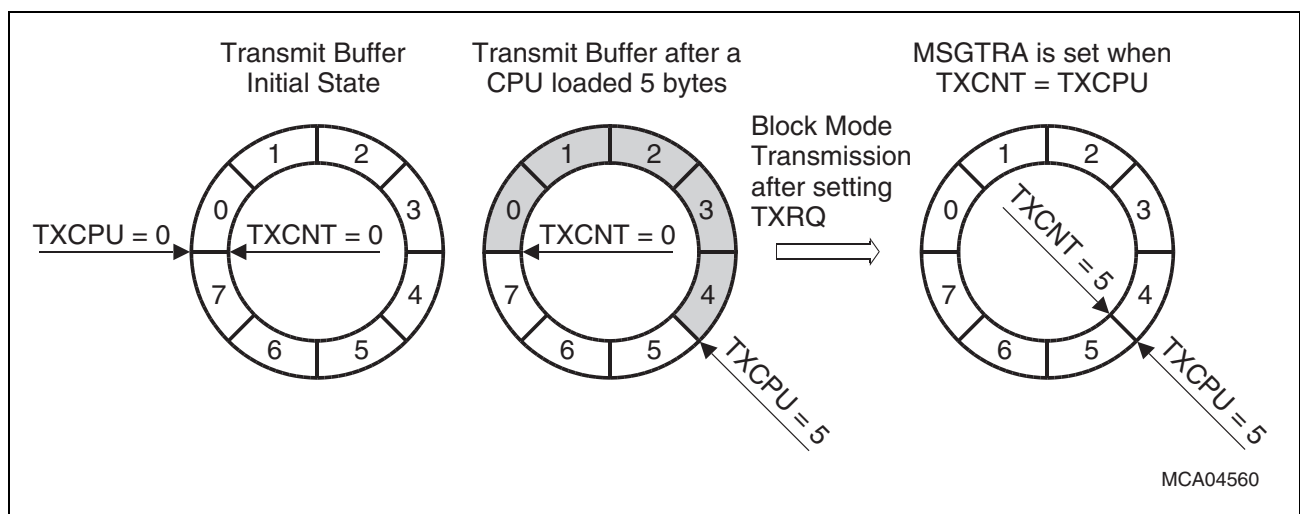 Transmit Buffer
Initial State
Transmit Buffer after a
CPU loaded 5 bytes
MSGTRA is set when
TXCNT = TXCPU
Block Mode
Transmission
after setting
TXRQ
TXCPU = 0
TXCNT = 0
0
1
2
3
4
5
6
7
TXCNT = 0
0
1
2
3
4
5
6
7
TXCPU = 5
TXCNT = 5
0
1
2
3
4
5
6
7
TXCPU = 5
MCA04560